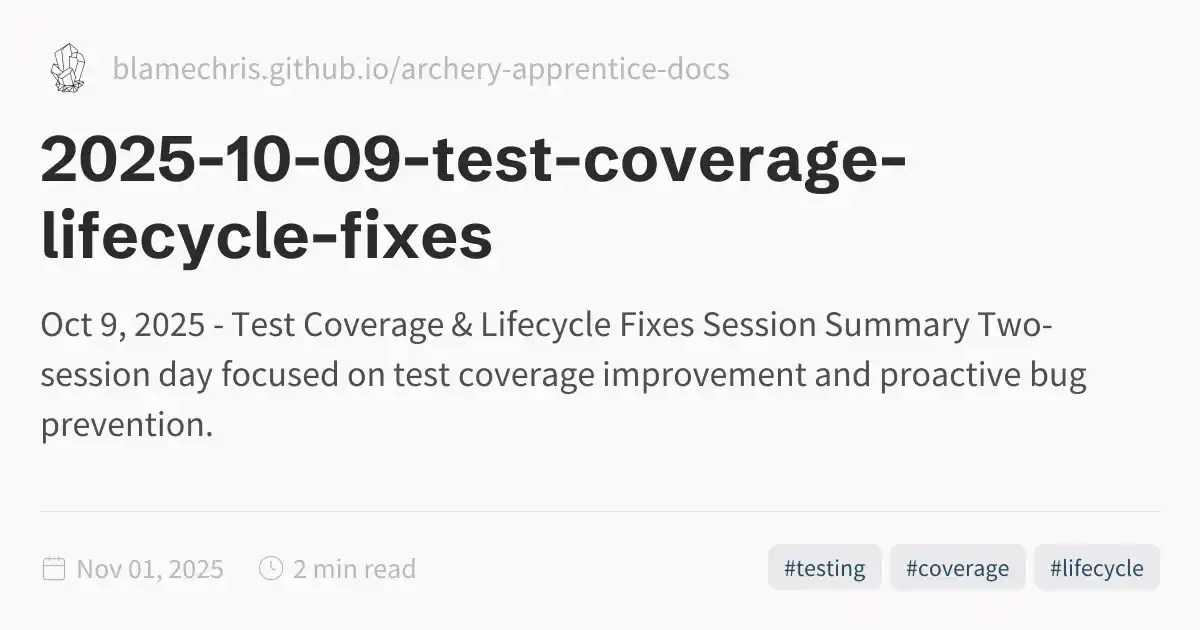 blamechris.github.io/archery-apprentice-docs
2025-10-09-test-coverage-
lifecycle-fixes
Oct 9, 2025 - Test Coverage & Lifecycle Fixes Session Summary Two-
session day focused on test coverage improvement and proactive bug
prevention.
Nov 01, 2025 2 min read #testing #coverage #lifecycle